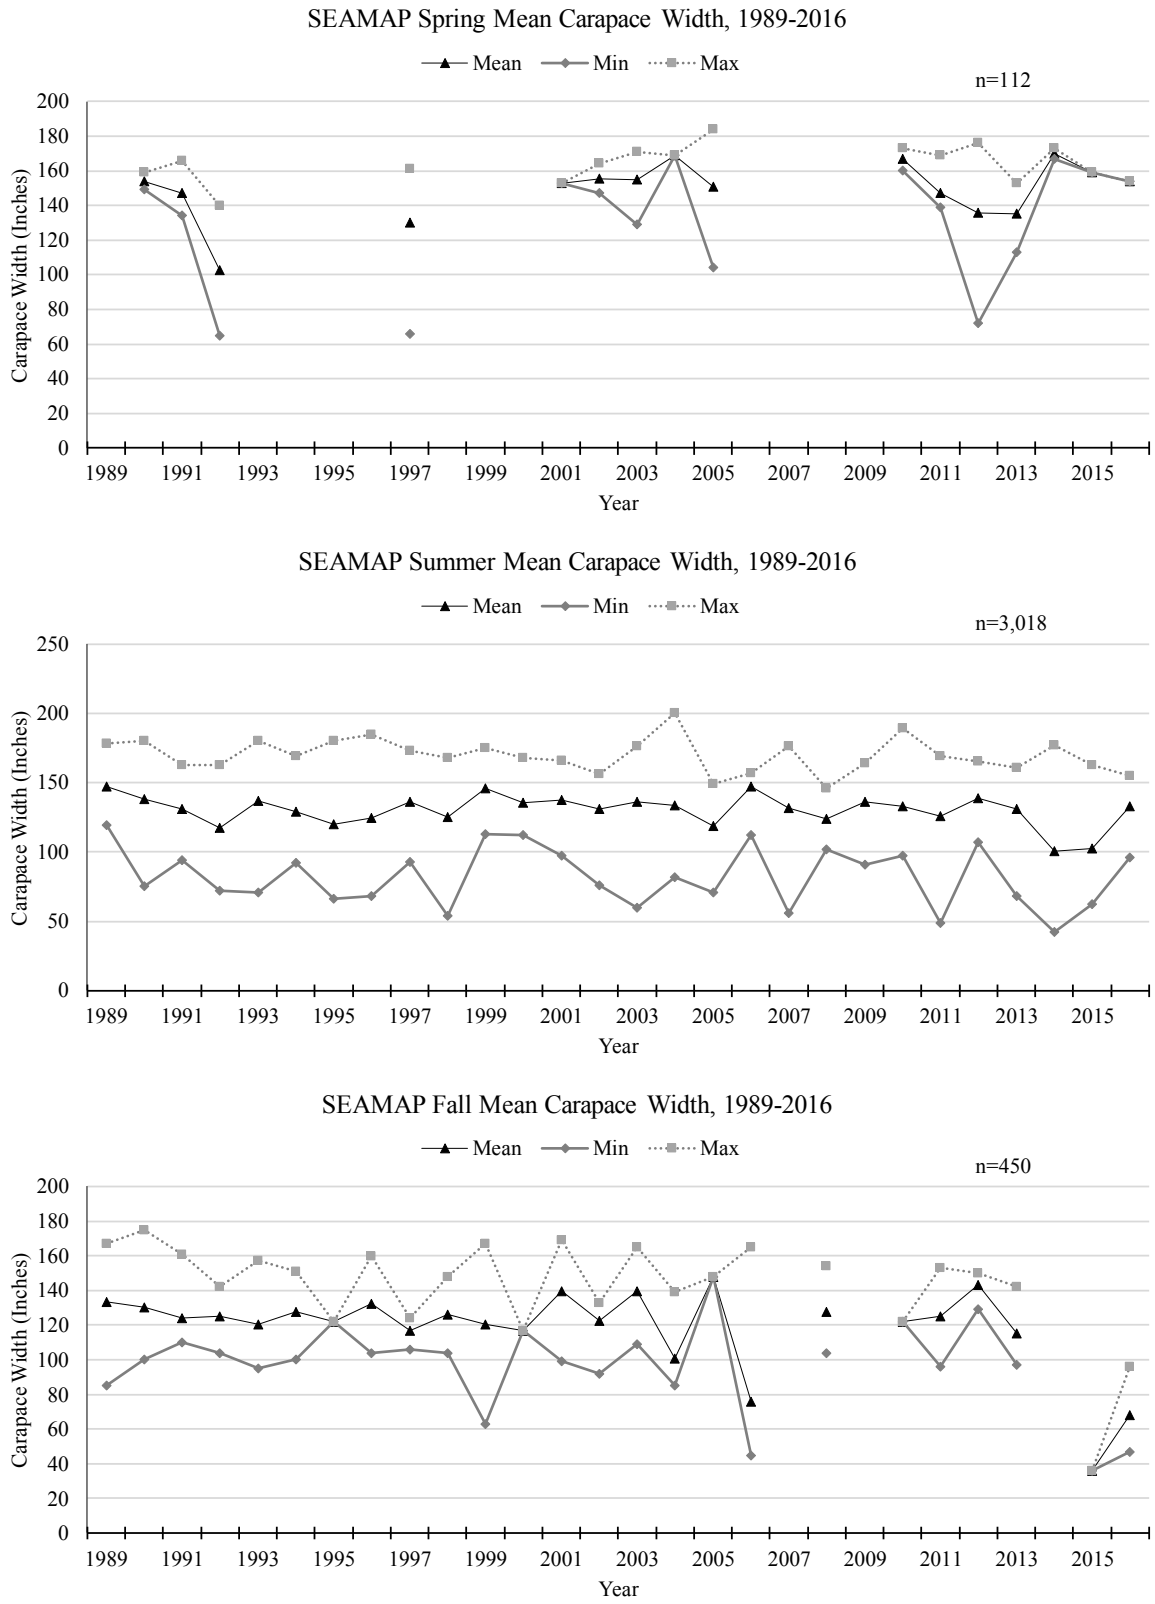 SEAMAP Spring Mean Carapace Width, 1989-2016
Mean Min Max
n=112
200
180
160
140
120
100
80
60
40
20
0
Carapace Width (Inches)
1989 1991 1993 1995 1997 1999 2001 2003 2005 2007 2009 2011 2013 2015
Year
SEAMAP Summer Mean Carapace Width, 1989-2016
Mean Min Max
n=3,018
250
200
150
100
50
0
Carapace Width (Inches)
1989 1991 1993 1995 1997 1999 2001 2003 2005 2007 2009 2011 2013 2015
Year
SEAMAP Fall Mean Carapace Width, 1989-2016
Mean Min Max
n=450
200
180
160
140
120
100
80
60
40
20
0
Carapace Width (Inches)
1989 1991 1993 1995 1997 1999 2001 2003 2005 2007 2009 2011 2013 2015
Year